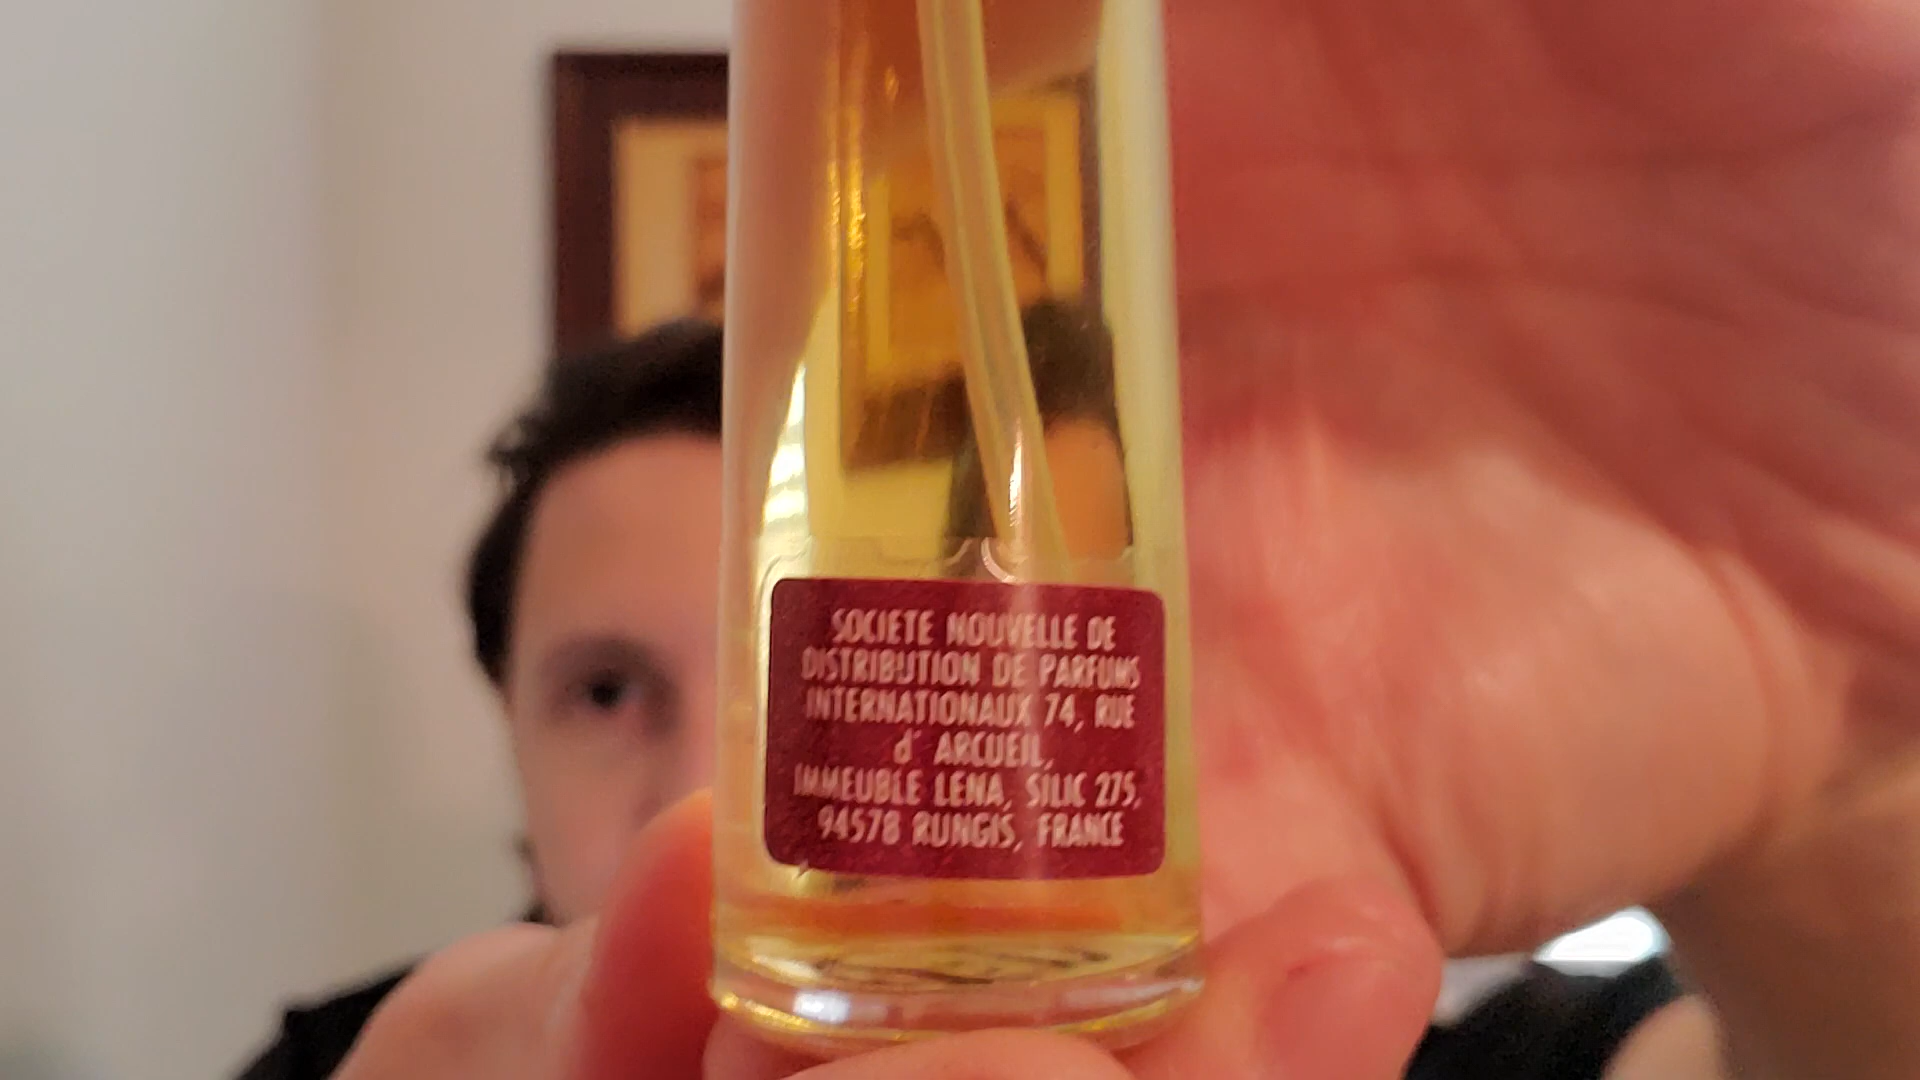 SOCIETE NOUVELLE DE
DISTRIBUTION DE PARFUMS
INTERNATIONAUX 74, RUE
d' ARCUEIL,
IMMEUBLE LENA, SILIC 275,
94578 RUNGIS, FRANCE